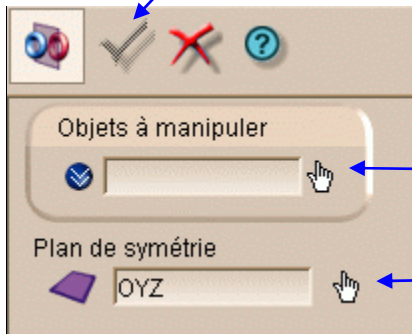 ?
Objets à manipuler
Plan de symétrie
OYZ